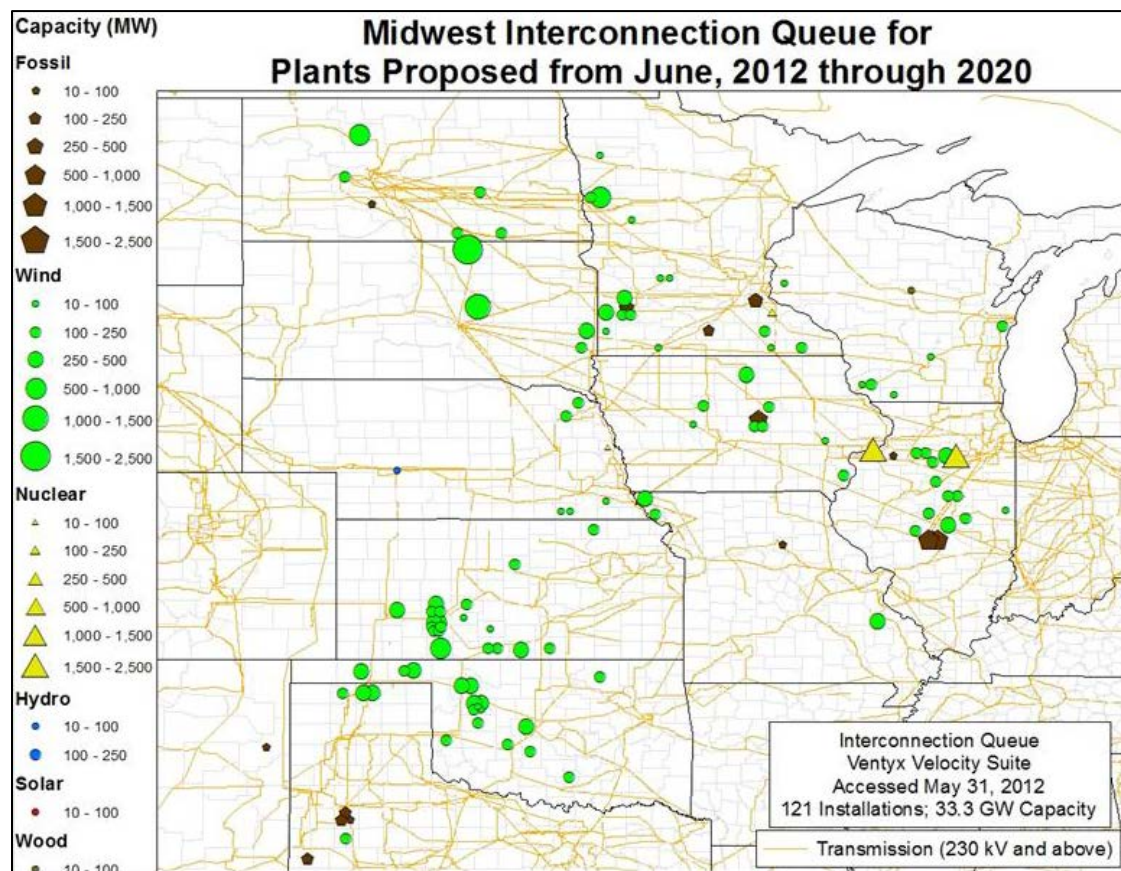 Midwest Interconnection Queue for
Plants Proposed from June, 2012 through 2020
Capacity (MW)
Fossil
10 - 100
100 - 250
250 - 500
500 - 1,000
1,000 - 1,500
1,500 - 2,500
Wind
10 - 100
100 - 250
250 - 500
500 - 1,000
1,000 - 1,500
1,500 - 2,500
Nuclear
10 - 100
100 - 250
250 - 500
500 - 1,000
1,000 - 1,500
1,500 - 2,500
Hydro
10 - 100
100 - 250
Solar
10 - 100
Wood
10 - 100
Interconnection Queue
Ventyx Velocity Suite
Accessed May 31, 2012
121 Installations; 33.3 GW Capacity
Transmission (230 kV and above)